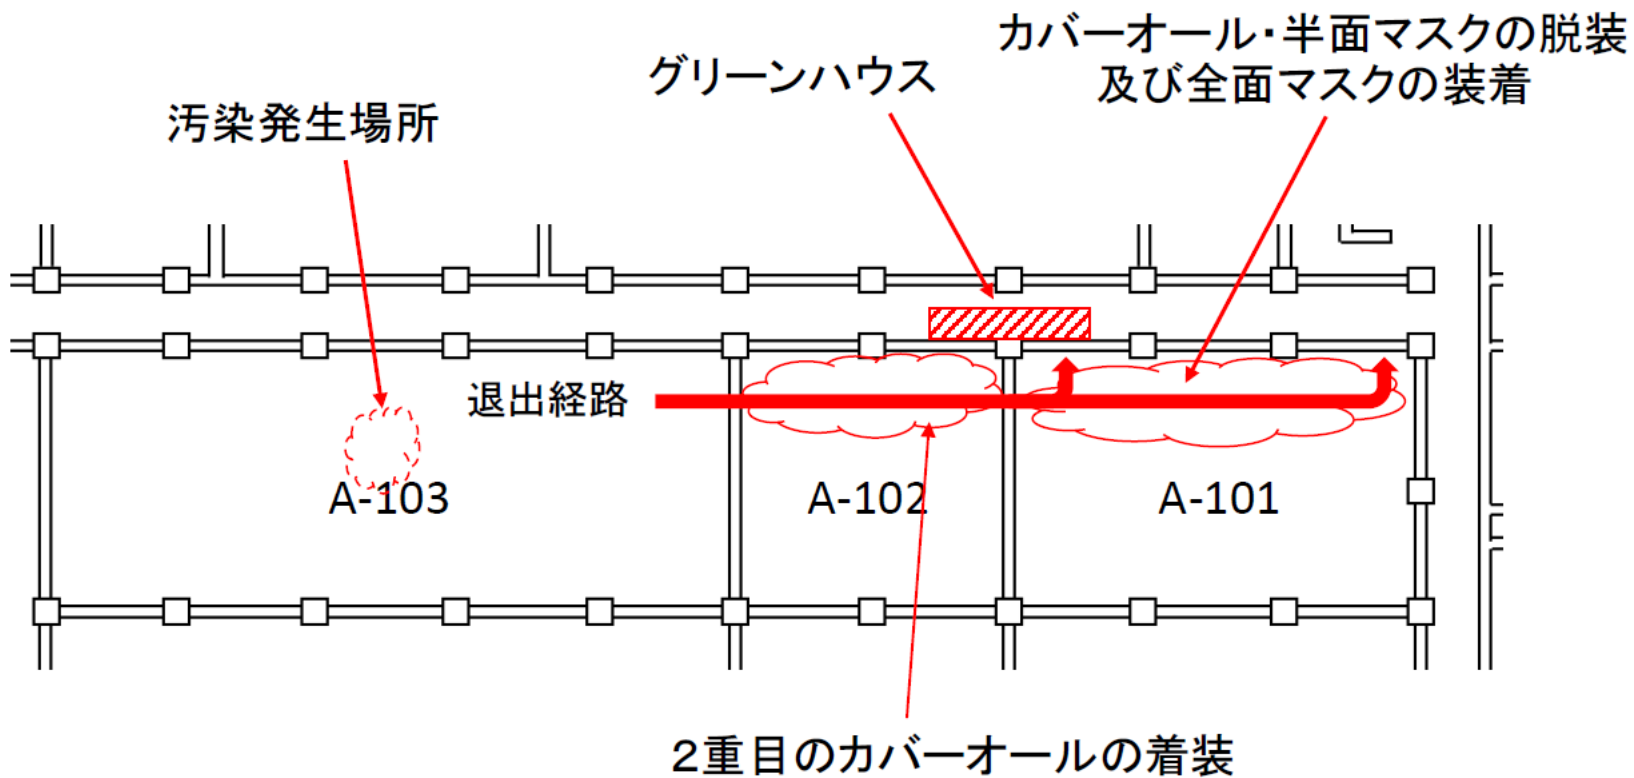 カバーオール・半面マスクの脱装
及び全面マスクの装着
グリーンハウス
汚染発生場所
退出経路
A-103
A-102
A-101
２重目のカバーオールの着装